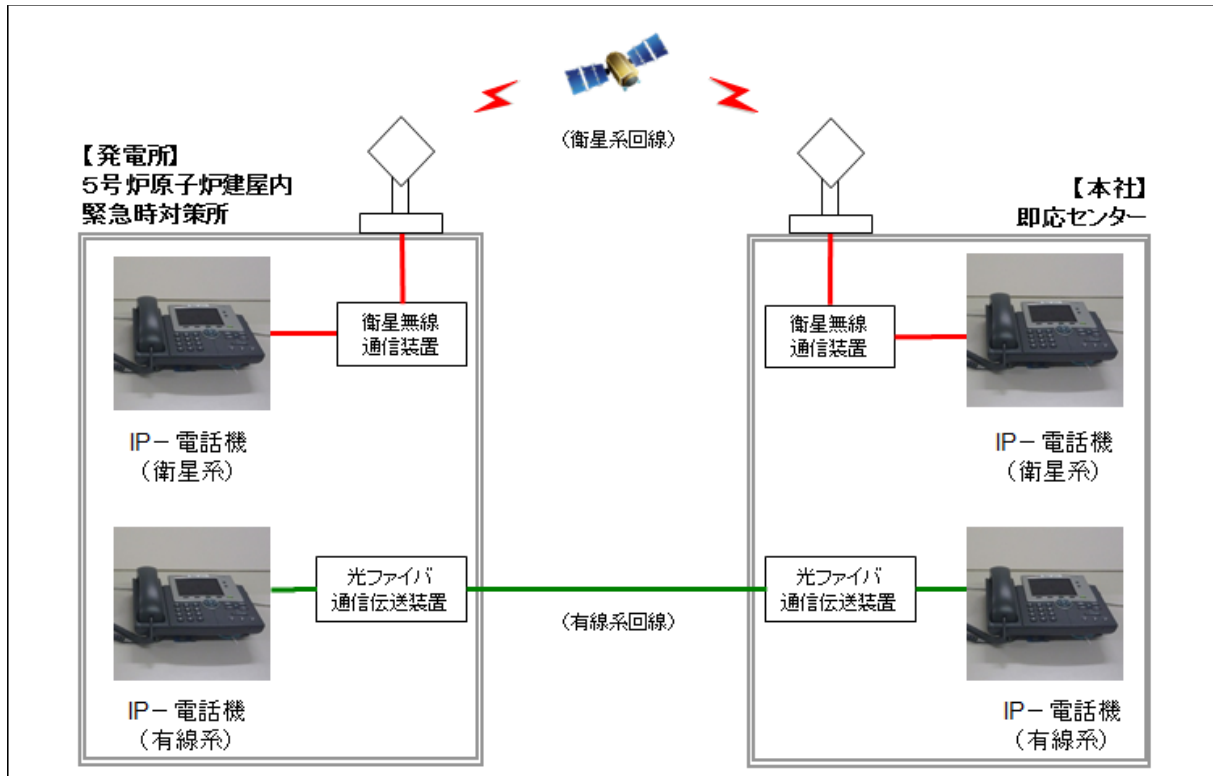 (衛星系回線)
【発電所】
5号炉原子炉建屋内
緊急時対策所
【本社】
即応センター
衛星無線
通信装置
衛星無線
通信装置
IP－電話機
(衛星系)
IP－電話機
(衛星系)
光ファイバ
通信伝送装置
(有線系回線)
光ファイバ
通信伝送装置
IP－電話機
(有線系)
IP－電話機
(有線系)